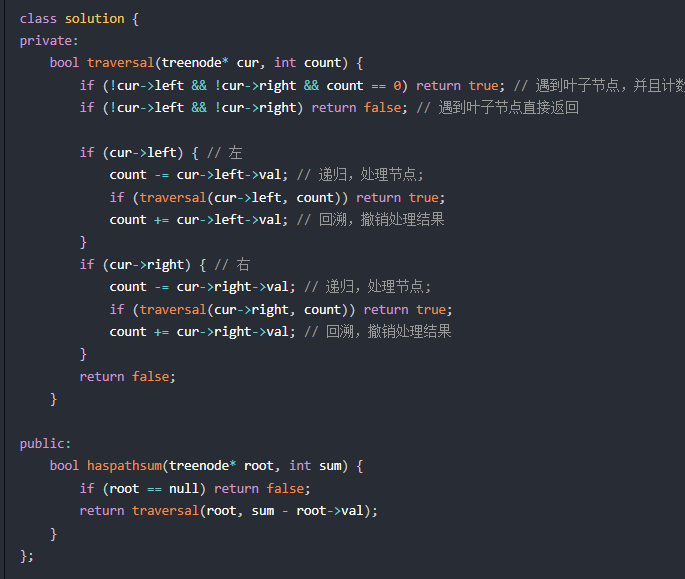 class solution {
private:
    bool traversal(treenode* cur, int count) {
        if (!cur->left && !cur->right && count == 0) return true; // 遇到叶子节点，并且计数
        if (!cur->left && !cur->right) return false; // 遇到叶子节点直接返回

        if (cur->left) { // 左
            count -= cur->left->val; // 递归，处理节点;
            if (traversal(cur->left, count)) return true;
            count += cur->left->val; // 回溯，撤销处理结果
        }
        if (cur->right) { // 右
            count -= cur->right->val; // 递归，处理节点;
            if (traversal(cur->right, count)) return true;
            count += cur->right->val; // 回溯，撤销处理结果
        }
        return false;
    }

public:
    bool haspathsum(treenode* root, int sum) {
        if (root == null) return false;
        return traversal(root, sum - root->val);
    }
};